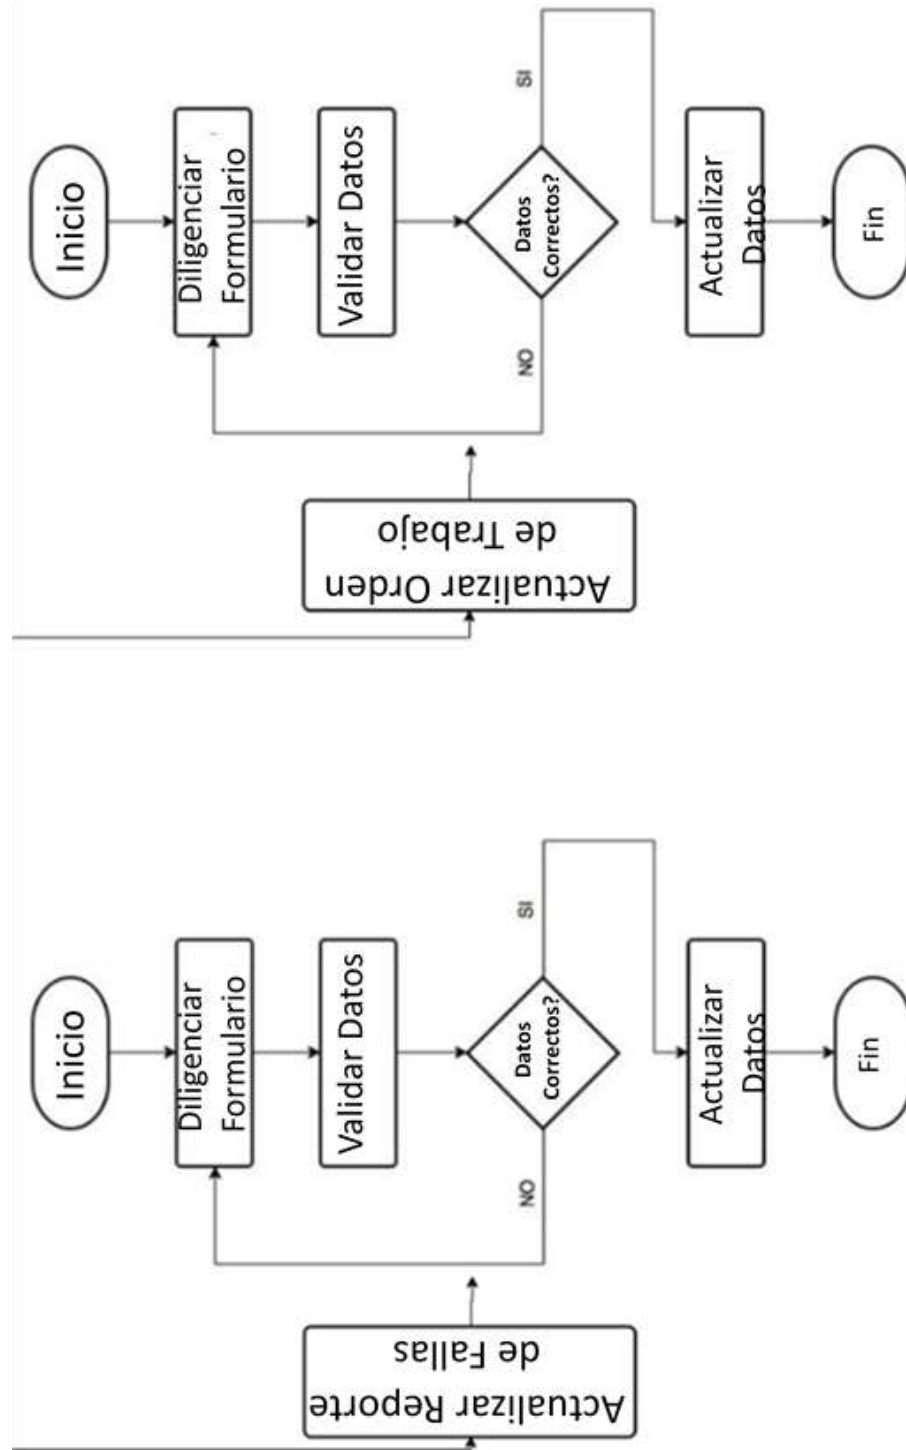 Inicio
Diligenciar
Formulario
Validar Datos
Datos
Correctos?
SI
NO
Actualizar
Datos
Fin
Actualizar Orden
de Trabajo
Inicio
Diligenciar
Formulario
Validar Datos
Datos
Correctos?
SI
NO
Actualizar
Datos
Fin
Actualizar Reporte
de Fallas